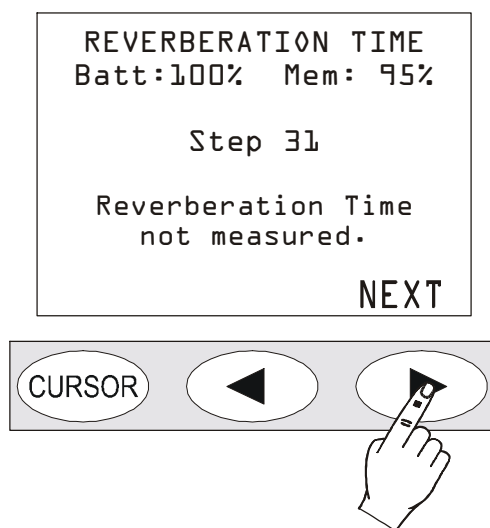 REVERBERATION TIME
Batt:100% Mem: 95%
Step 31
Reverberation Time
not measured.
NEXT
CURSOR